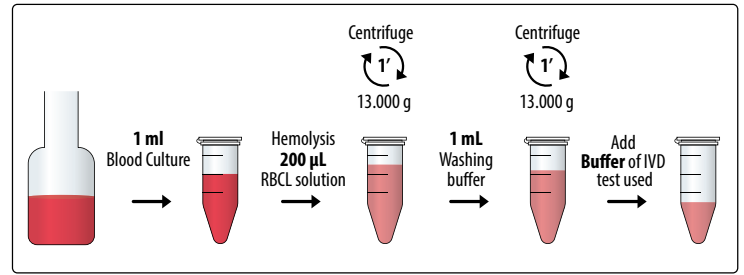 Centrifuge
1'
13.000 g
Centrifuge
1'
13.000 g
1 ml
Blood Culture
Hemolysis
200 µL
RBCL solution
1 mL
Washing
buffer
Add
Buffer of IVD
test used